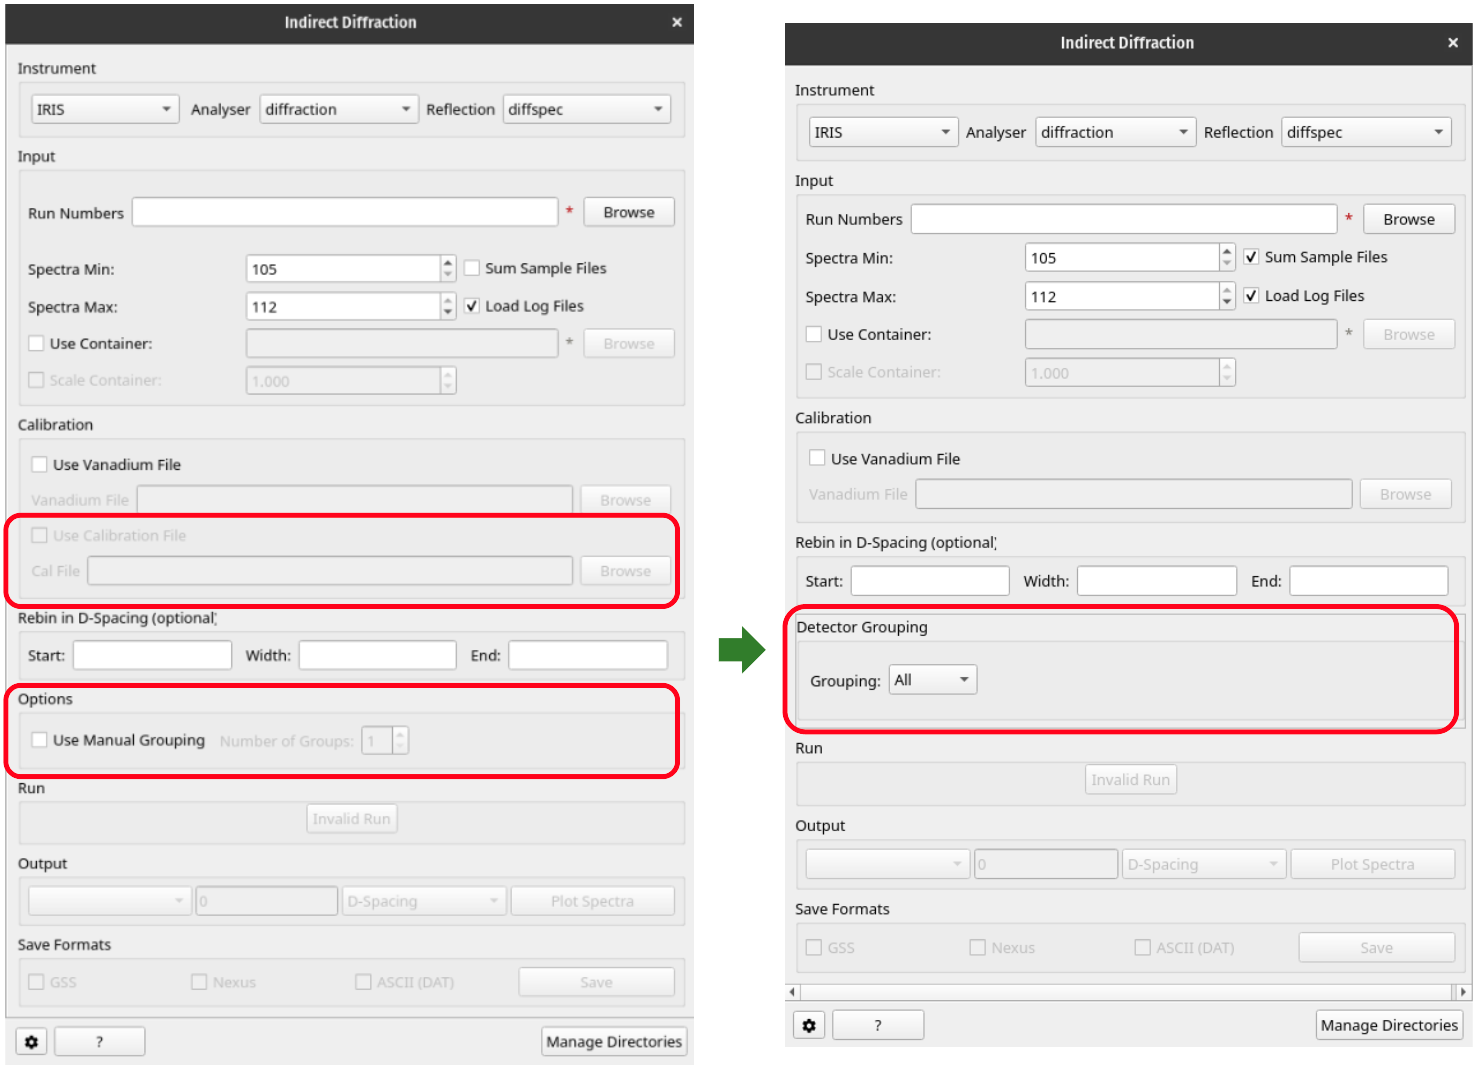 Indirect Diffraction ×
Instrument
IRIS Analyser diffraction Reflection diffspec
Input
Run Numbers * Browse
Spectra Min: 105 Sum Sample Files
Spectra Max: 112 Load Log Files
Use Container: * Browse
Scale Container: 1.000
Calibration
Use Vanadium File
Vanadium File Browse
Use Calibration File
Cal File Browse
Rebin in D-Spacing (optional)
Start: Width: End:
Options
Use Manual Grouping Number of Groups: 1
Run
Invalid Run
Output
0 D-Spacing Plot Spectra
Save Formats
GSS Nexus ASCII (DAT) Save
? Manage Directories
Indirect Diffraction ×
Instrument
IRIS Analyser diffraction Reflection diffspec
Input
Run Numbers * Browse
Spectra Min: 105 Sum Sample Files
Spectra Max: 112 Load Log Files
Use Container: * Browse
Scale Container: 1.000
Calibration
Use Vanadium File
Vanadium File Browse
Rebin in D-Spacing (optional)
Start: Width: End:
Detector Grouping
Grouping: All
Run
Invalid Run
Output
0 D-Spacing Plot Spectra
Save Formats
GSS Nexus ASCII (DAT) Save
? Manage Directories